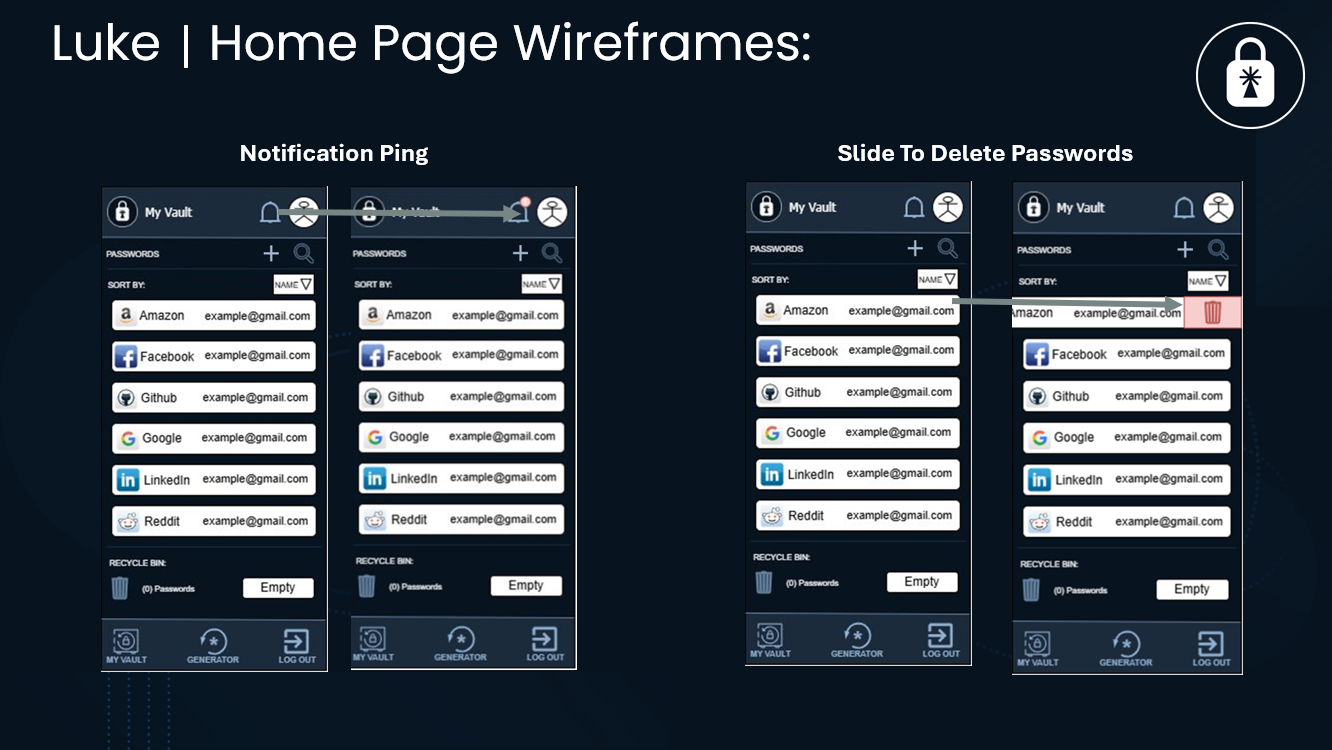 Luke | Home Page Wireframes:
Notification Ping
My Vault
PASSWORDS
SORT BY:
NAME
Amazon example@gmail.com
Facebook example@gmail.com
Github example@gmail.com
Google example@gmail.com
LinkedIn example@gmail.com
Reddit example@gmail.com
RECYCLE BIN:
(0) Passwords Empty
MY VAULT GENERATOR LOG OUT
My Vault
PASSWORDS
SORT BY:
NAME
Amazon example@gmail.com
Facebook example@gmail.com
Github example@gmail.com
Google example@gmail.com
LinkedIn example@gmail.com
Reddit example@gmail.com
RECYCLE BIN:
(0) Passwords Empty
MY VAULT GENERATOR LOG OUT
Slide To Delete Passwords
My Vault
PASSWORDS
SORT BY:
NAME
Amazon example@gmail.com
Facebook example@gmail.com
Github example@gmail.com
Google example@gmail.com
LinkedIn example@gmail.com
Reddit example@gmail.com
RECYCLE BIN:
(0) Passwords Empty
MY VAULT GENERATOR LOG OUT
My Vault
PASSWORDS
SORT BY:
NAME
Amazon example@gmail.com
Facebook example@gmail.com
Github example@gmail.com
Google example@gmail.com
LinkedIn example@gmail.com
Reddit example@gmail.com
RECYCLE BIN:
(0) Passwords Empty
MY VAULT GENERATOR LOG OUT